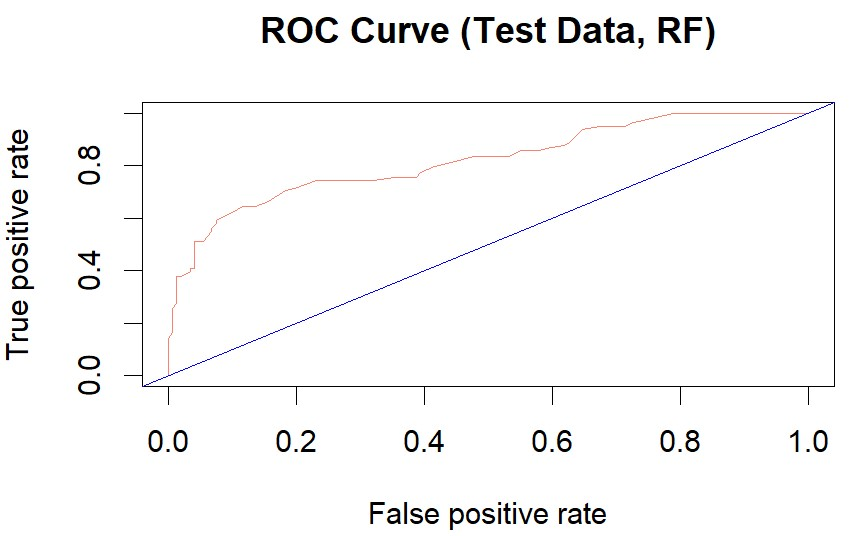 ROC Curve (Test Data, RF)
True positive rate
0.8
0.4
0.0
0.0 0.2 0.4 0.6 0.8 1.0
False positive rate